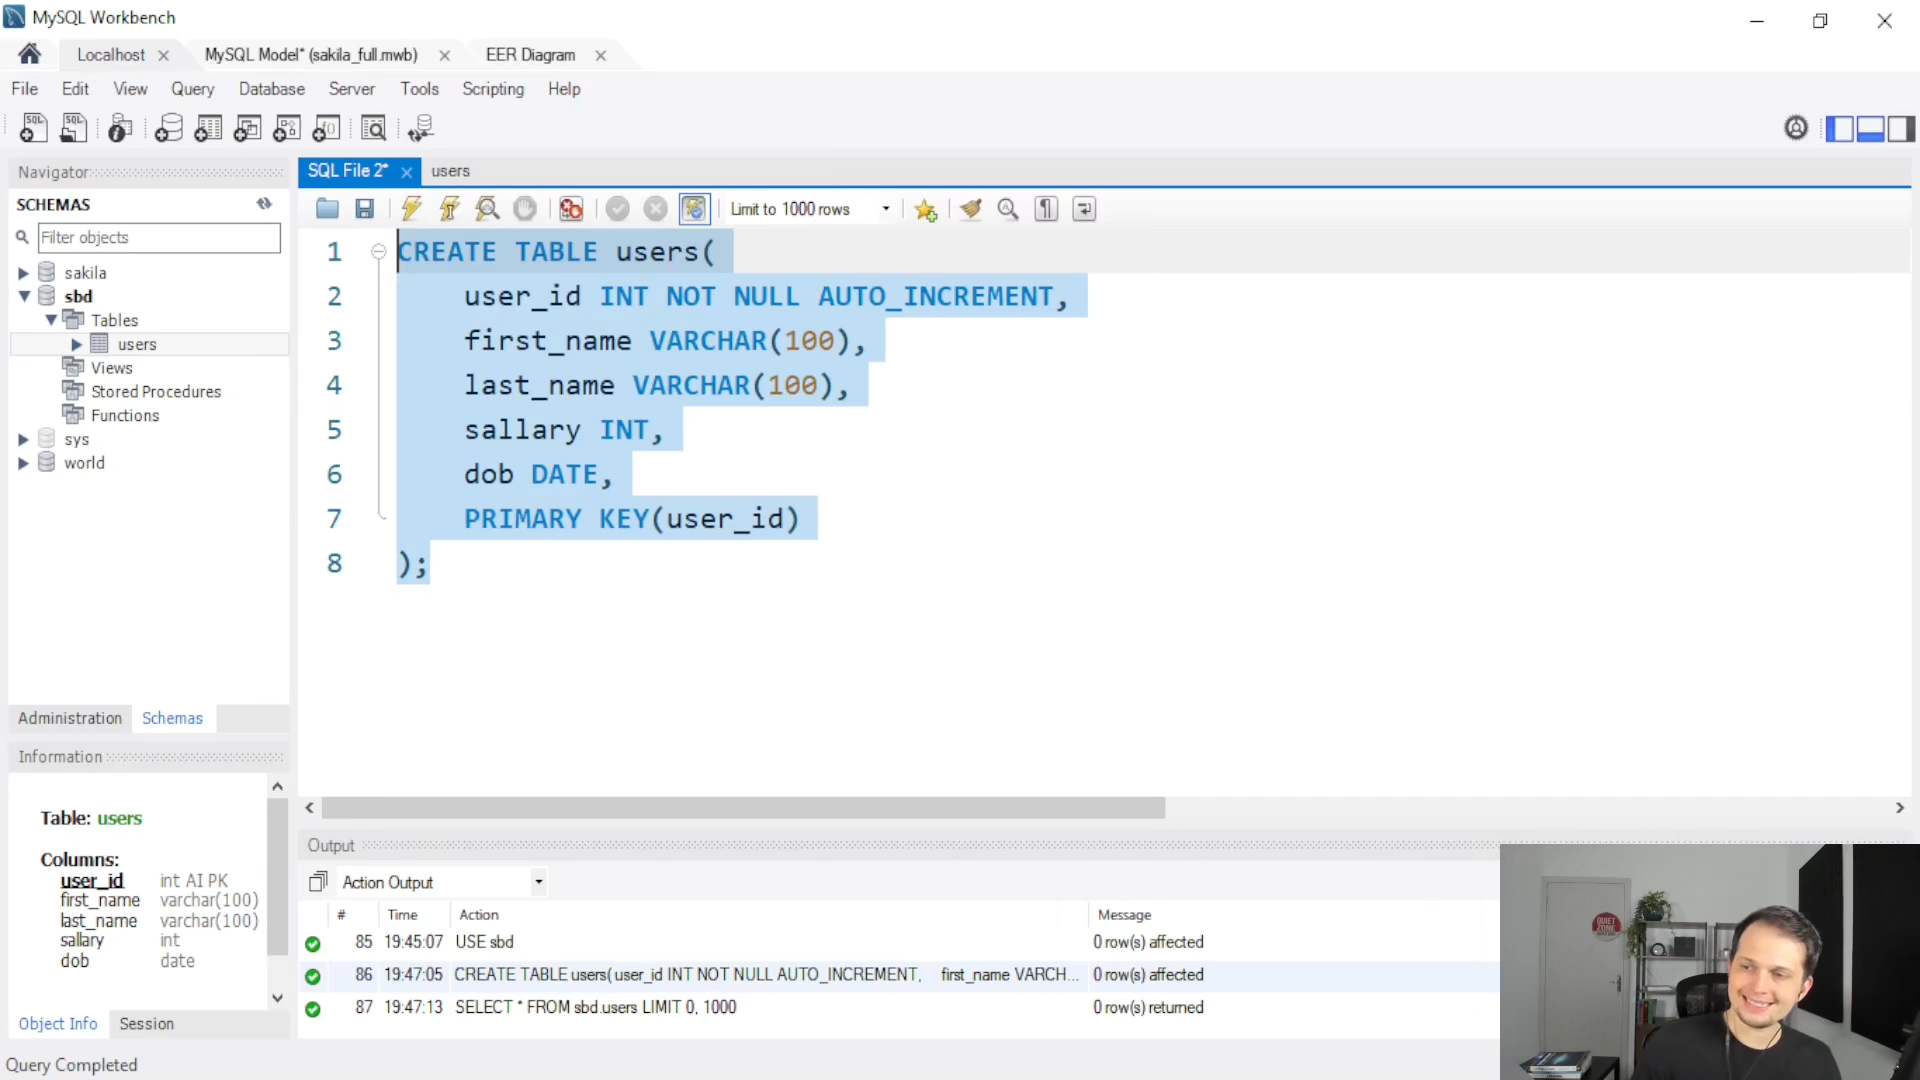 MySQL Workbench
Localhost
MySQL Model* (sakila_full.mwb)
EER Diagram
File Edit View Query Database Server Tools Scripting Help
Navigator
SCHEMAS
Filter objects
sakila
sbd
Tables
users
Views
Stored Procedures
Functions
sys
world
Administration Schemas
Information
Table: users
Columns:
user_id int AI PK
first_name varchar(100)
last_name varchar(100)
sallary int
dob date
Object Info Session
Query Completed
SQL File 2* users
Limit to 1000 rows
1 CREATE TABLE users(
2 user_id INT NOT NULL AUTO_INCREMENT,
3 first_name VARCHAR(100),
4 last_name VARCHAR(100),
5 sallary INT,
6 dob DATE,
7 PRIMARY KEY(user_id)
8 );
Output
Action Output
# Time Action Message
85 19:45:07 USE sbd 0 row(s) affected
86 19:47:05 CREATE TABLE users( user_id INT NOT NULL AUTO_INCREMENT, first_name VARCH... 0 row(s) affected
87 19:47:13 SELECT * FROM sbd.users LIMIT 0, 1000 0 row(s) returned
QUIET
ZONE